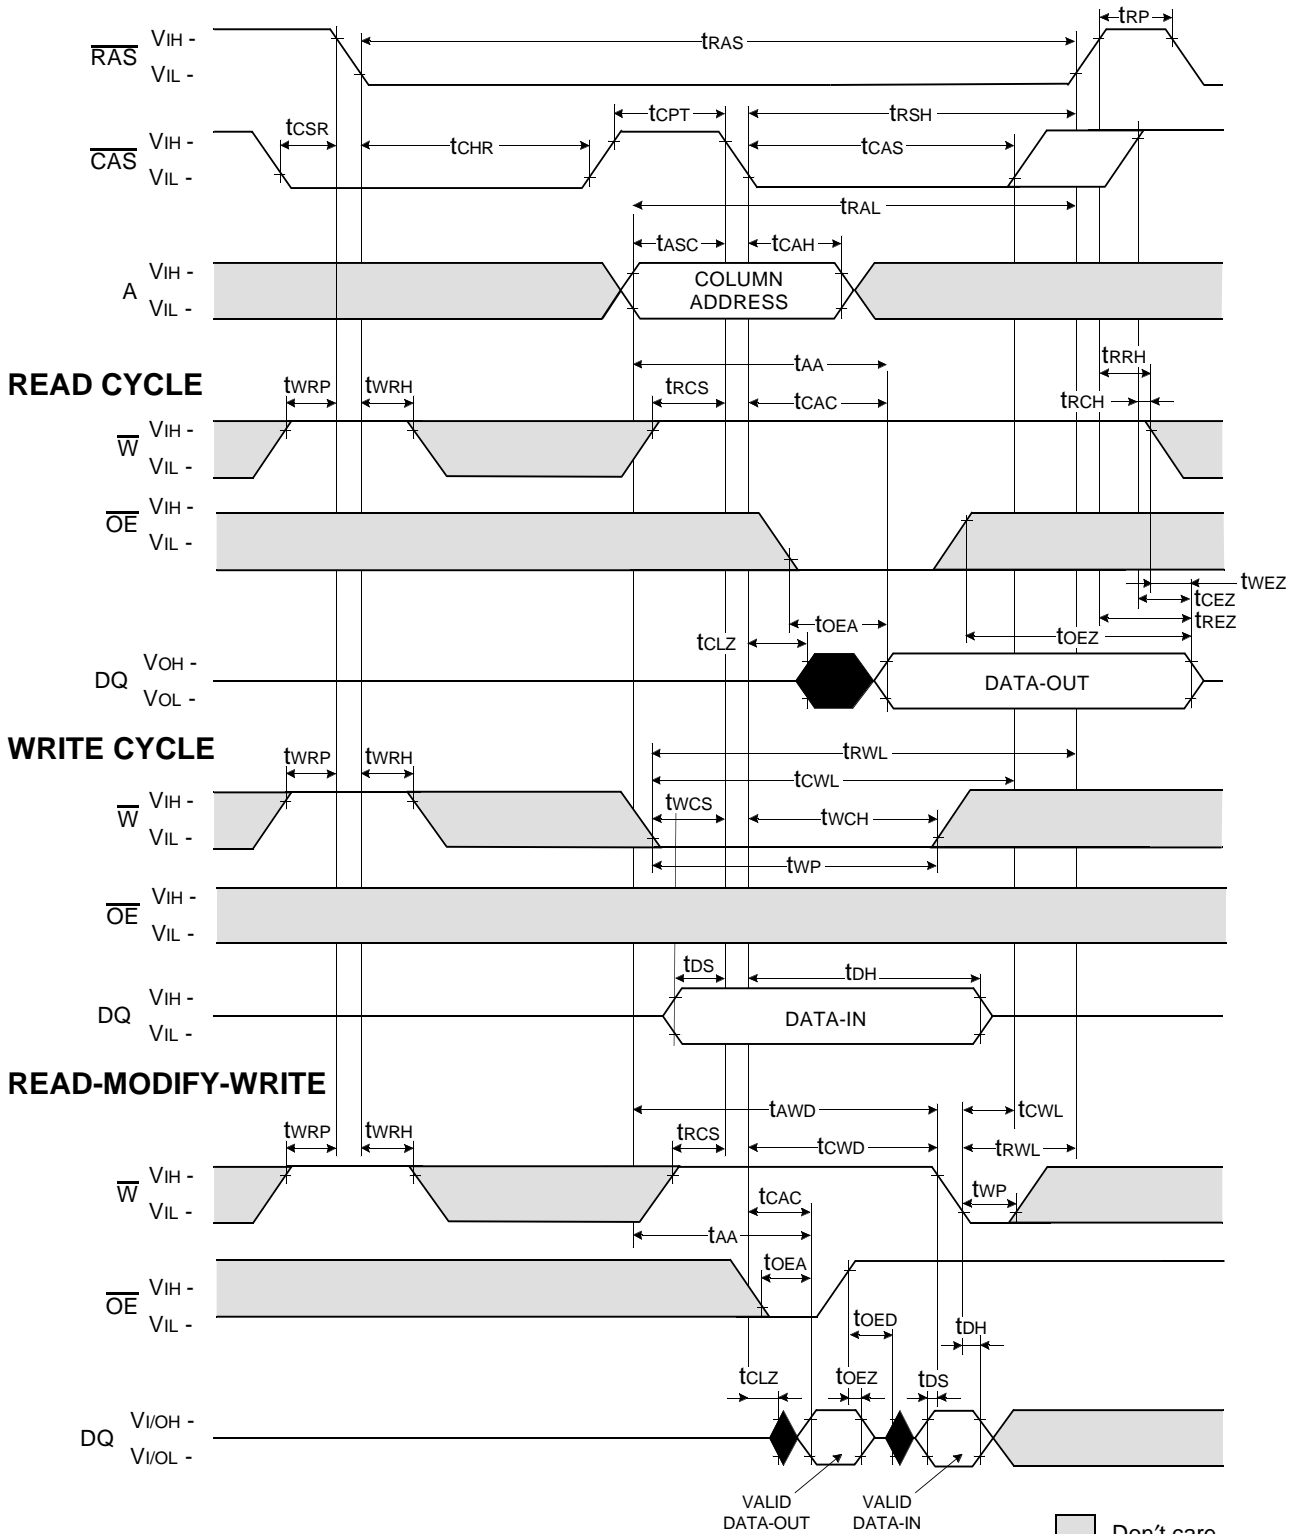 tRP
RAS VIH -
VIL -
tRAS
tCSR
tCPT
tRSH
CAS VIH -
VIL -
tCHR
tCAS
tRAL
tASC
tCAH
A VIH -
VIL -
COLUMN
ADDRESS
READ CYCLE
tAA
tRRH
tWRP
tWRH
tRCS
tCAC
tRCH
W VIH -
VIL -
OE VIH -
VIL -
tWEZ
tCEZ
tREZ
tOEA
tOEZ
tCLZ
DQ VOH -
VOL -
DATA-OUT
WRITE CYCLE
tWRP
tWRH
tRWL
tCWL
tWCS
tWCH
W VIH -
VIL -
tWP
OE VIH -
VIL -
tDS
tDH
DQ VIH -
VIL -
DATA-IN
READ-MODIFY-WRITE
tAWD
tCWL
tWRP
tWRH
tRCS
tCWD
tRWL
W VIH -
VIL -
tWP
tCAC
tAA
tOEA
OE VIH -
VIL -
tOED
tDH
tCLZ
tOEZ
tDS
DQ VI/OH -
VI/OL -
VALID
DATA-OUT
VALID
DATA-IN
Don't care